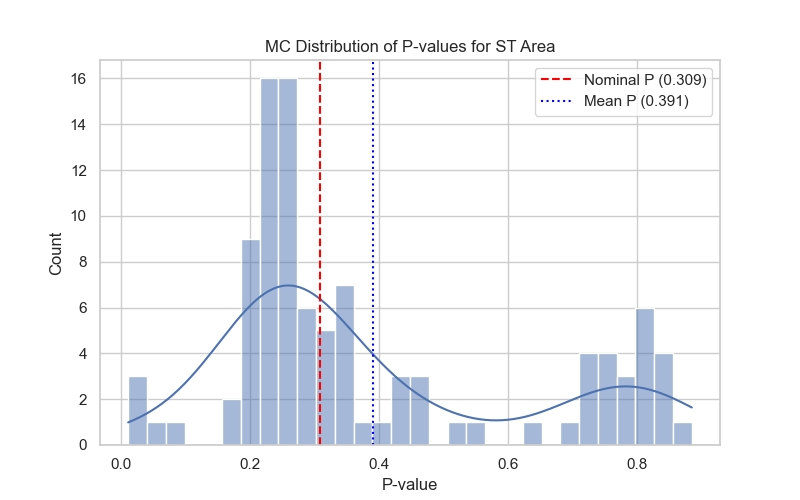 MC Distribution of P-values for ST Area
Nominal P (0.309)
Mean P (0.391)
Count
16
14
12
10
8
6
4
2
0
0.0 0.2 0.4 0.6 0.8
P-value